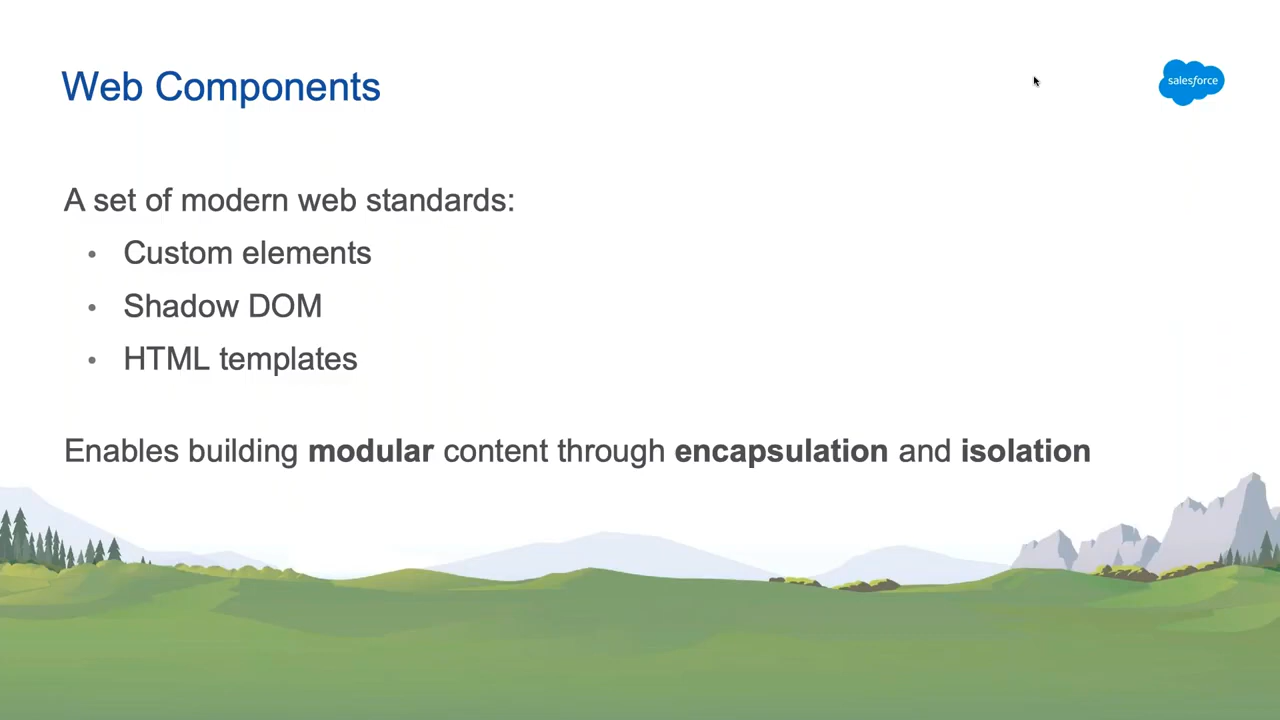 Web Components
salesforce
A set of modern web standards:
• Custom elements
• Shadow DOM
• HTML templates
Enables building modular content through encapsulation and isolation